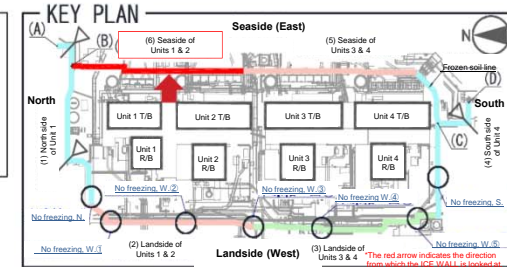 KEY PLAN
(A)
(B)
(6) Seaside of
Units 1 & 2
Seaside (East)
(5) Seaside of
Units 3 & 4
N
Frozen soil line
(D)
North
(1) North side
of Unit 1
Unit 1 T/B
Unit 2 T/B
Unit 3 T/B
Unit 4 T/B
South
(4) South side
of Unit 4
(C)
Unit 1
R/B
Unit 2
R/B
Unit 3
R/B
Unit 4
R/B
No freezing, W.②
No freezing, W.③
No freezing, W.④
No freezing, S.
No freezing, N.
No freezing, W.①
(2) Landside of
Units 1 & 2
Landside (West)
(3) Landside of
Units 3 & 4
No freezing, W.⑤
*The red arrow indicates the direction
from which the ICE WALL is looked at